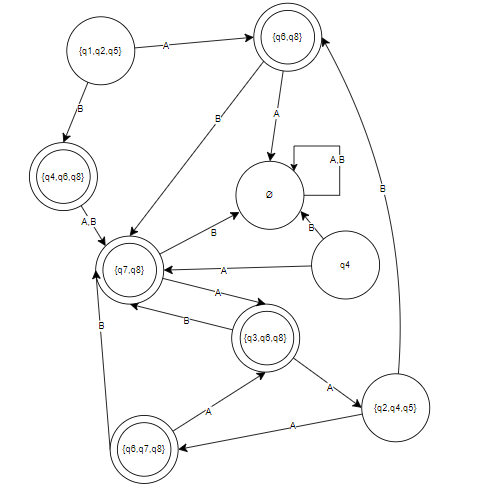 {q6,q8}
{q1,q2,q5}
A
B
B
A
A,B
{q4,q6,q8}
Ø
A,B
B
B
B
{q7,q8}
A
q4
A
B
B
{q3,q6,q8}
A
A
{q2,q4,q5}
A
{q6,q7,q8}